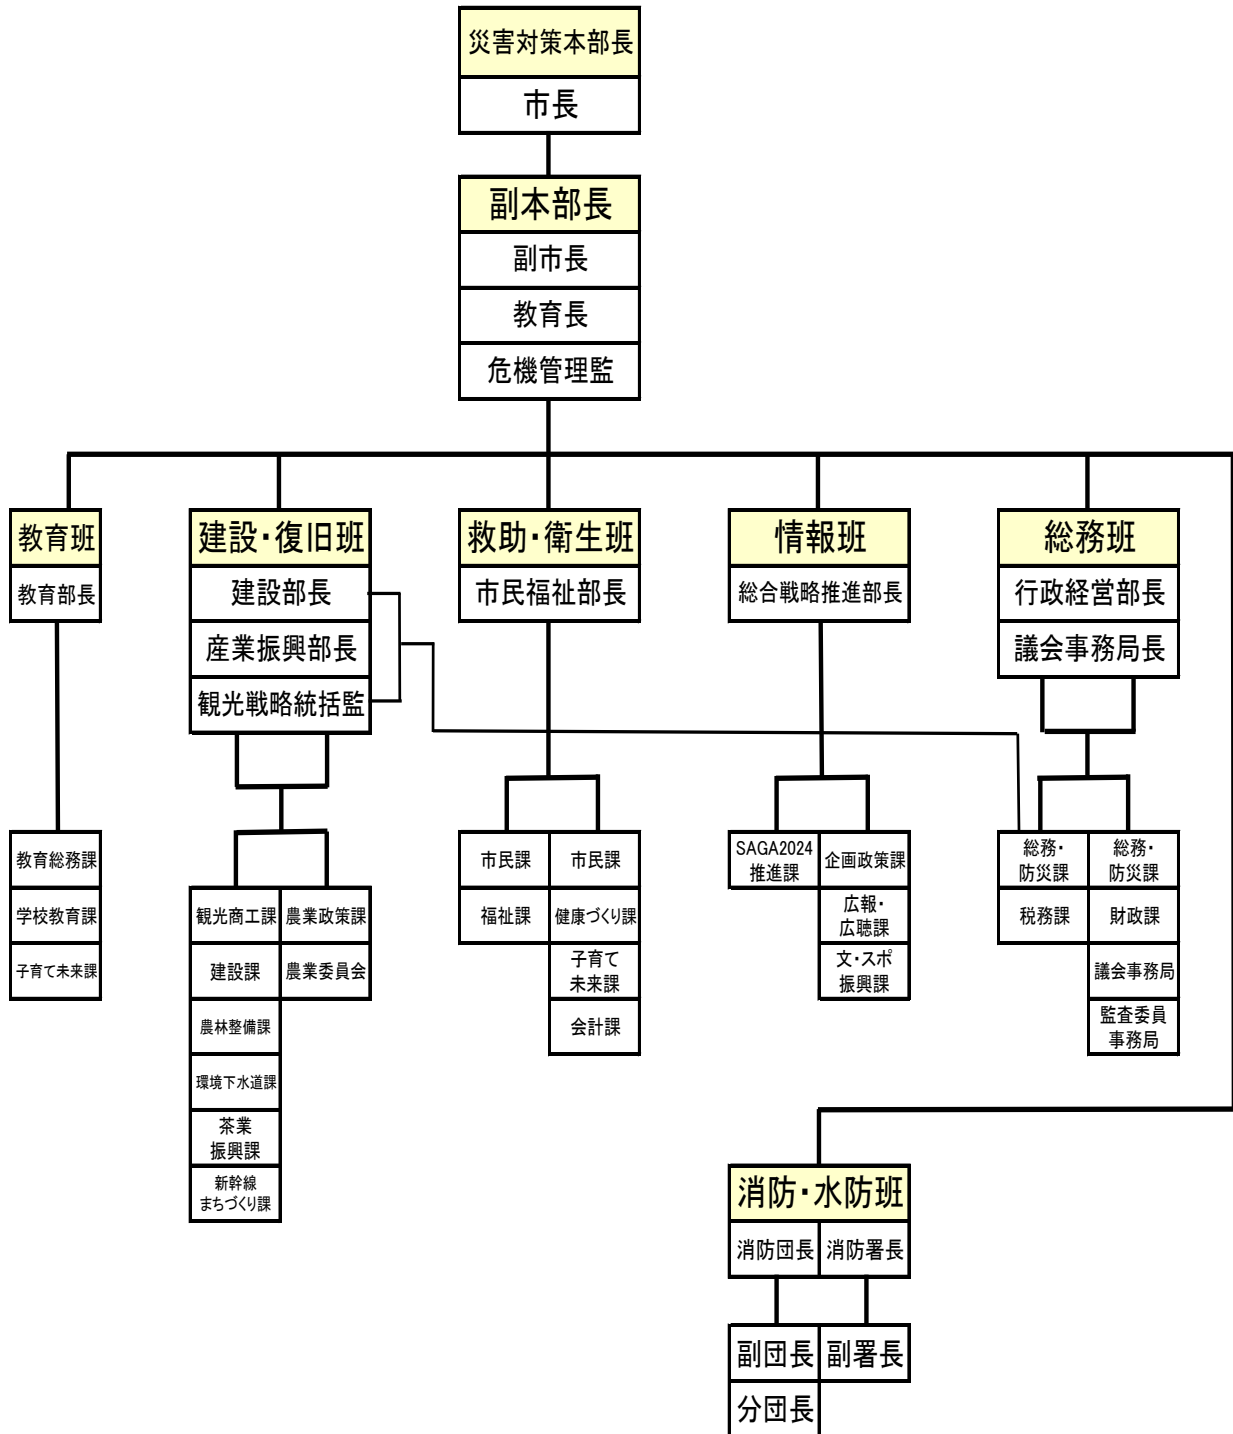 災害対策本部長
市長
副本部長
副市長
教育長
危機管理監
教育班
教育部長
教育総務課
学校教育課
子育て未来課
建設・復旧班
建設部長
産業振興部長
観光戦略統括監
観光商工課
建設課
農林整備課
環境下水道課
茶業
振興課
新幹線
まちづくり課
農業政策課
農業委員会
救助・衛生班
市民福祉部長
市民課
福祉課
市民課
健康づくり課
子育て
未来課
会計課
情報班
総合戦略推進部長
SAGA2024
推進課
企画政策課
広報・
広聴課
文・スポ
振興課
総務班
行政経営部長
議会事務局長
総務・
防災課
税務課
総務・
防災課
財政課
議会事務局
監査委員
事務局
消防・水防班
消防団長
消防署長
副団長
分団長
副署長